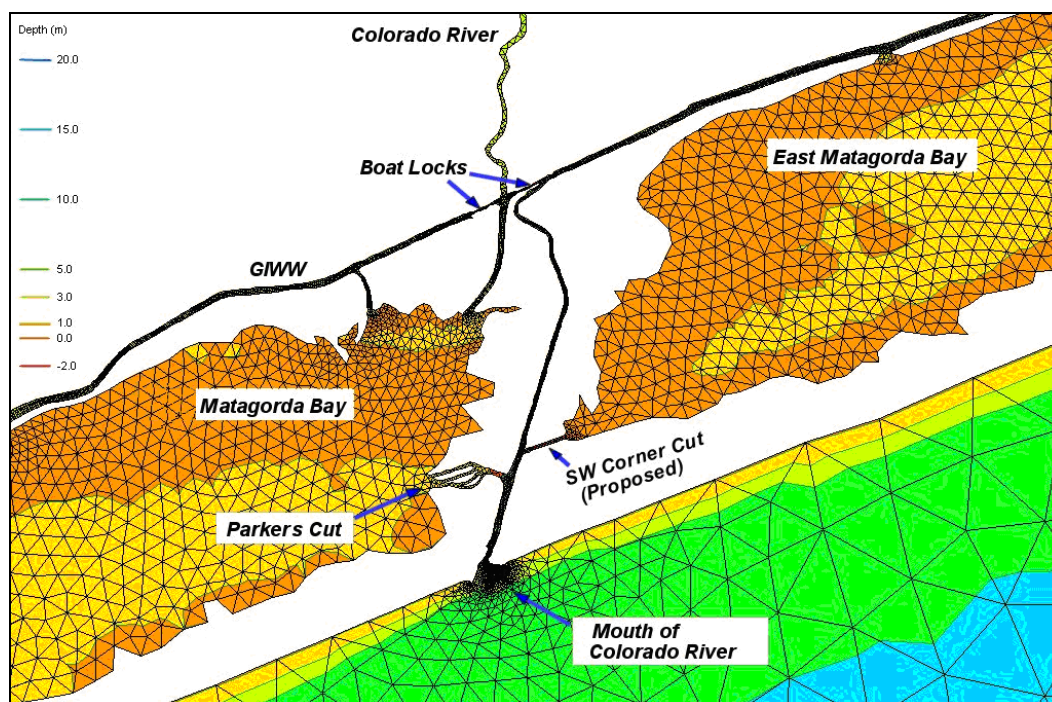 Depth (m)
20.0
15.0
10.0
5.0
3.0
1.0
0.0
-2.0
Colorado River
Boat Locks
East Matagorda Bay
GIWW
Matagorda Bay
SW Corner Cut
(Proposed)
Parkers Cut
Mouth of
Colorado River